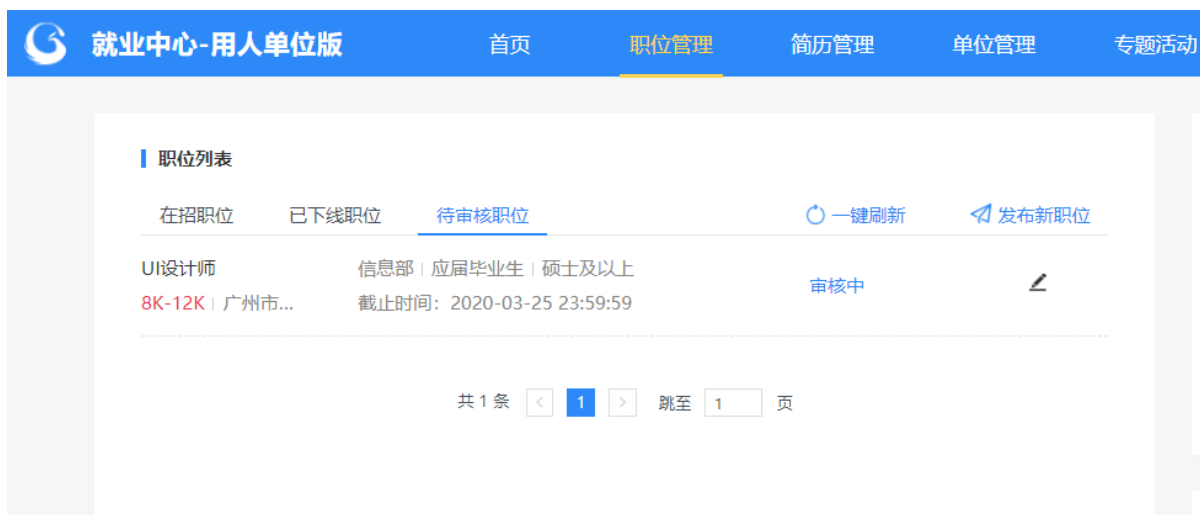 就业中心-用人单位版 首页 职位管理 简历管理 单位管理 专题活动
职位列表
在招职位 已下线职位 待审核职位 一键刷新 发布新职位
UI设计师 信息部 | 应届毕业生 | 硕士及以上
8K-12K | 广州市... 截止时间：2020-03-25 23:59:59
审核中
共 1 条 < 1 > 跳至 1 页